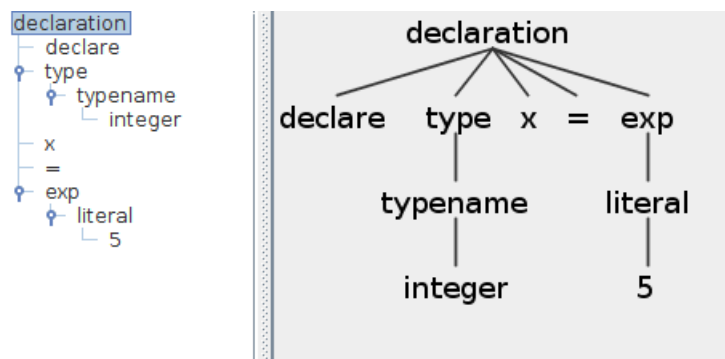 declaration
declare
type
typename
integer
x
=
exp
literal
5
declaration
declare type x = exp
typename literal
integer 5